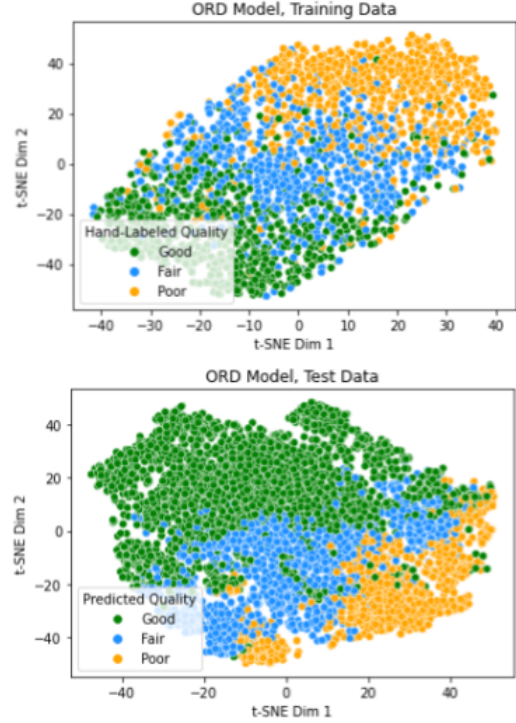 ORD Model, Training Data
t-SNE Dim 2
40
20
0
−20
−40
Hand-Labeled Quality
Good
Fair
Poor
−40 −30 −20 −10 0 10 20 30 40
t-SNE Dim 1
ORD Model, Test Data
t-SNE Dim 2
40
20
0
−20
−40
Predicted Quality
Good
Fair
Poor
−40 −20 0 20 40
t-SNE Dim 1